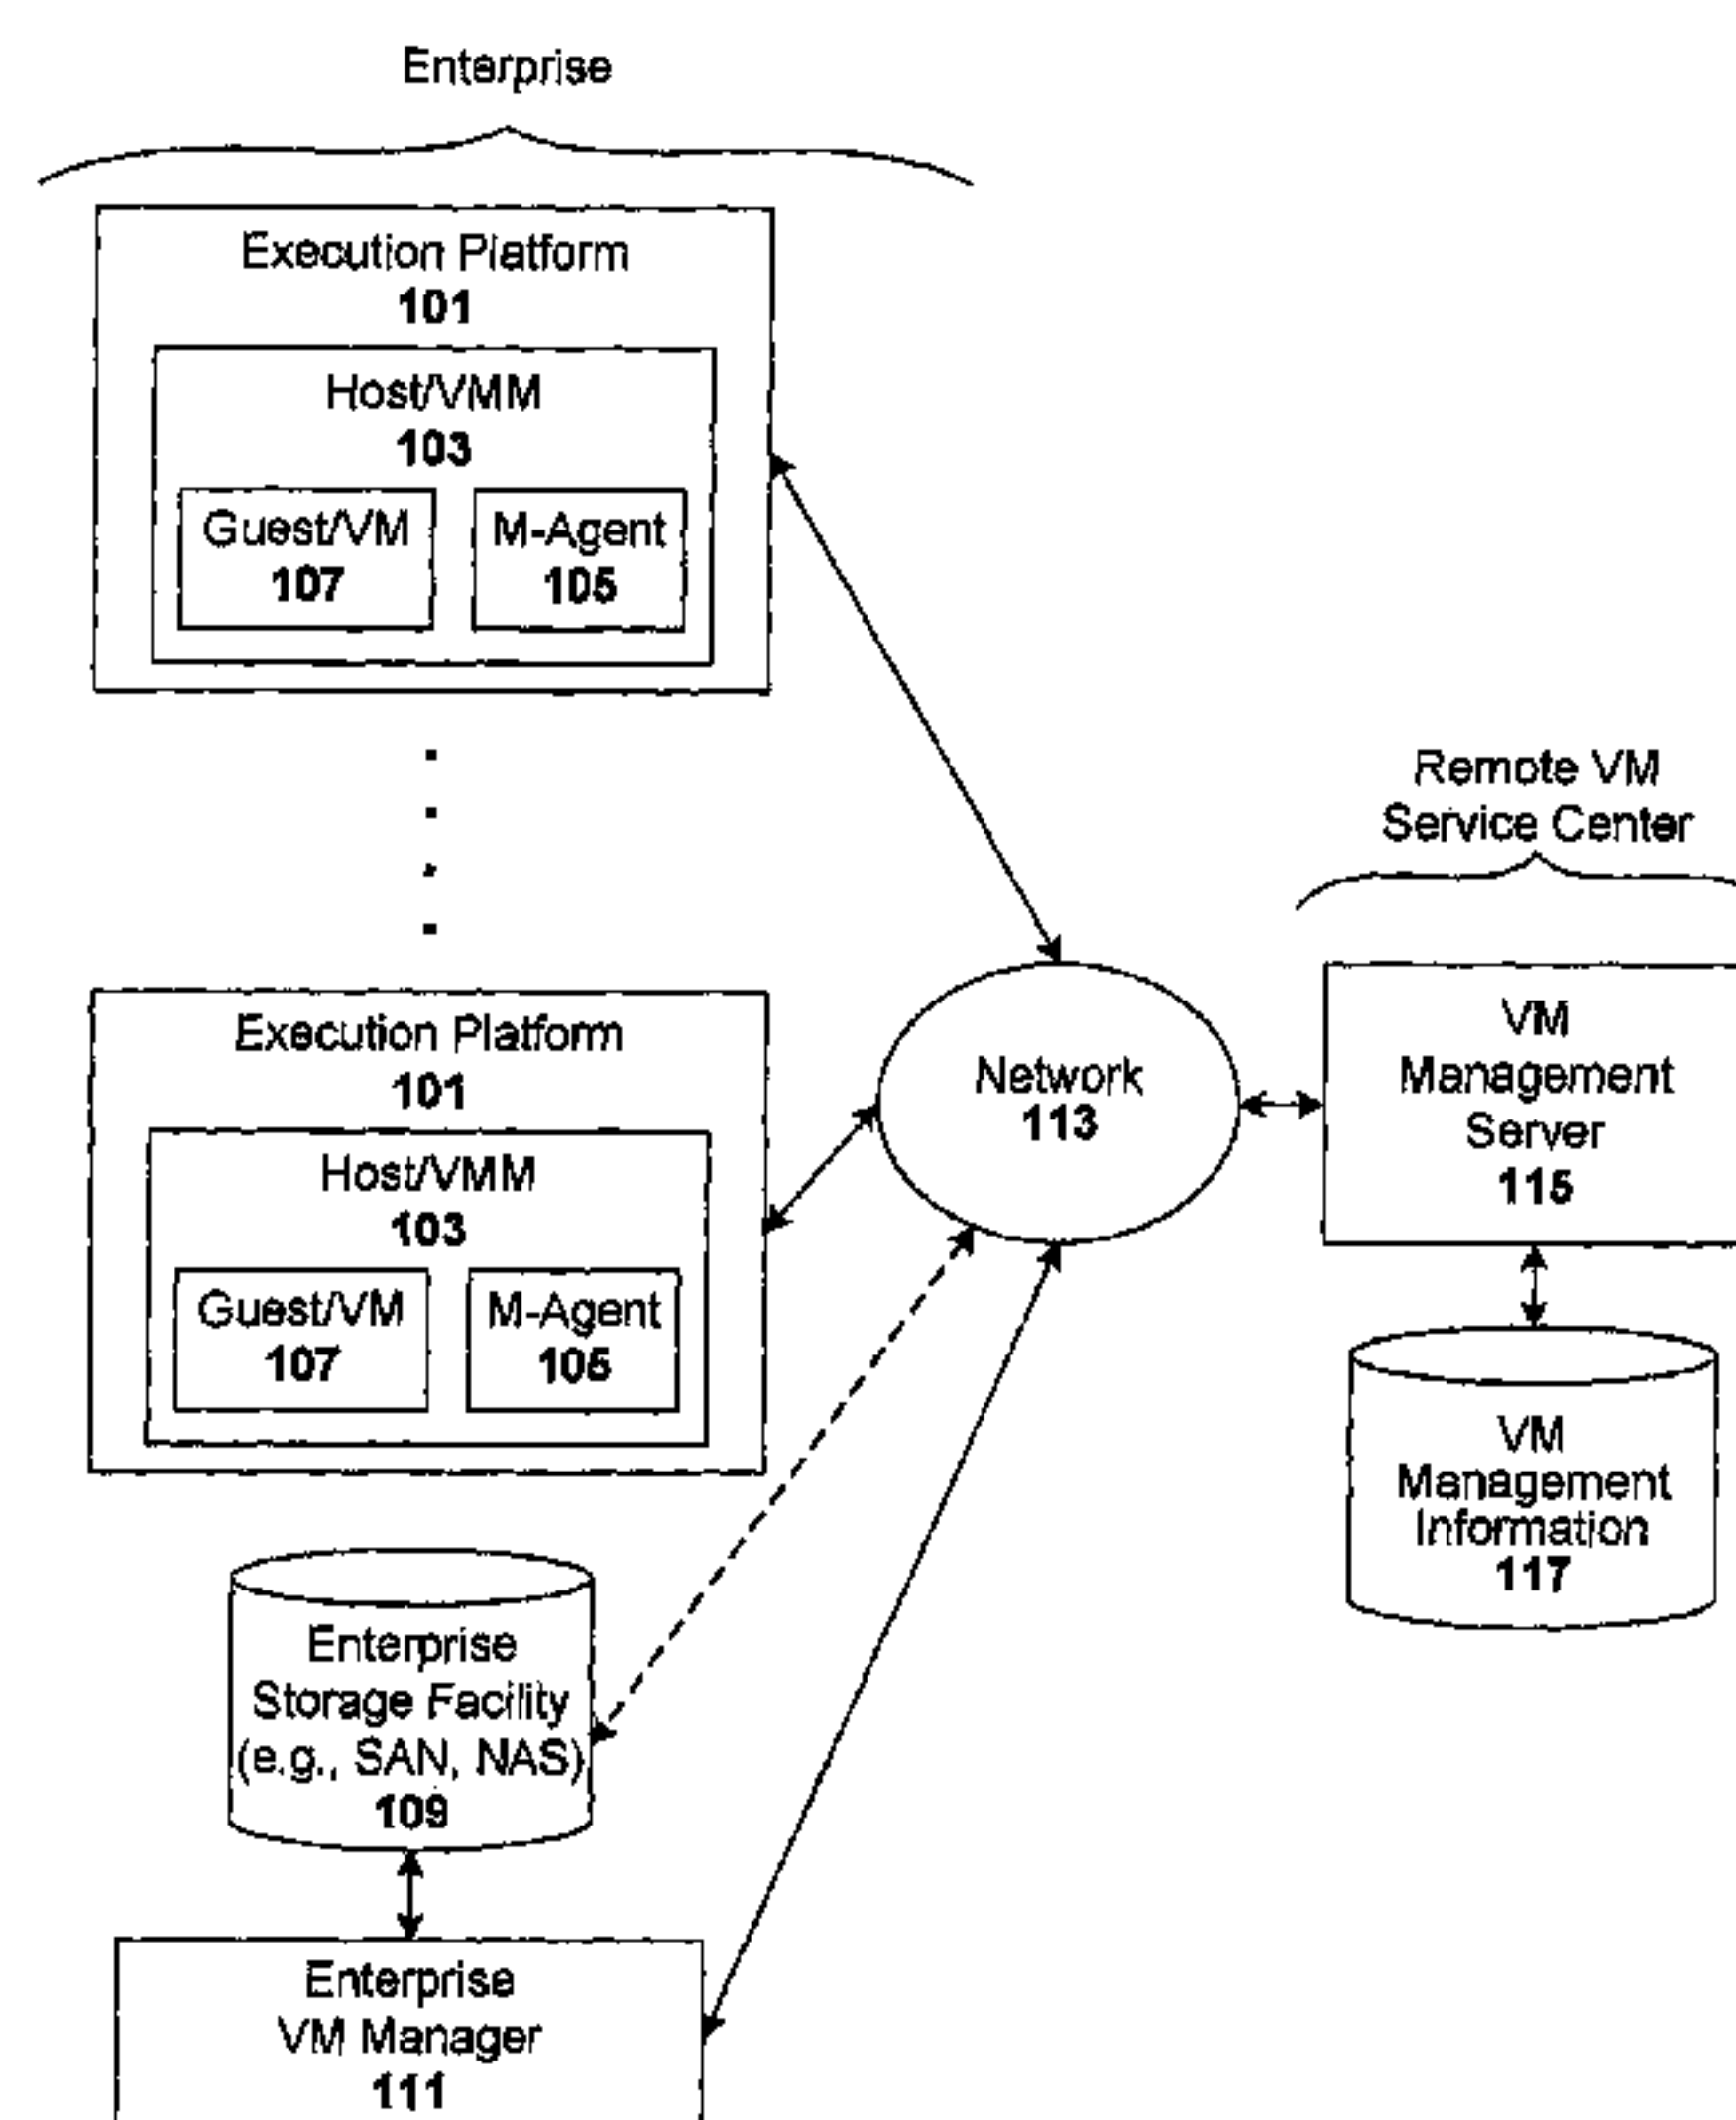 Enterprise
Execution Platform
101
Host/VMM
103
Guest/VM
107
M-Agent
105
Execution Platform
101
Host/VMM
103
Guest/VM
107
M-Agent
105
Enterprise
Storage Facility
(e.g., SAN, NAS)
109
Enterprise
VM Manager
111
Network
113
Remote VM
Service Center
VM
Management
Server
115
VM
Management
Information
117